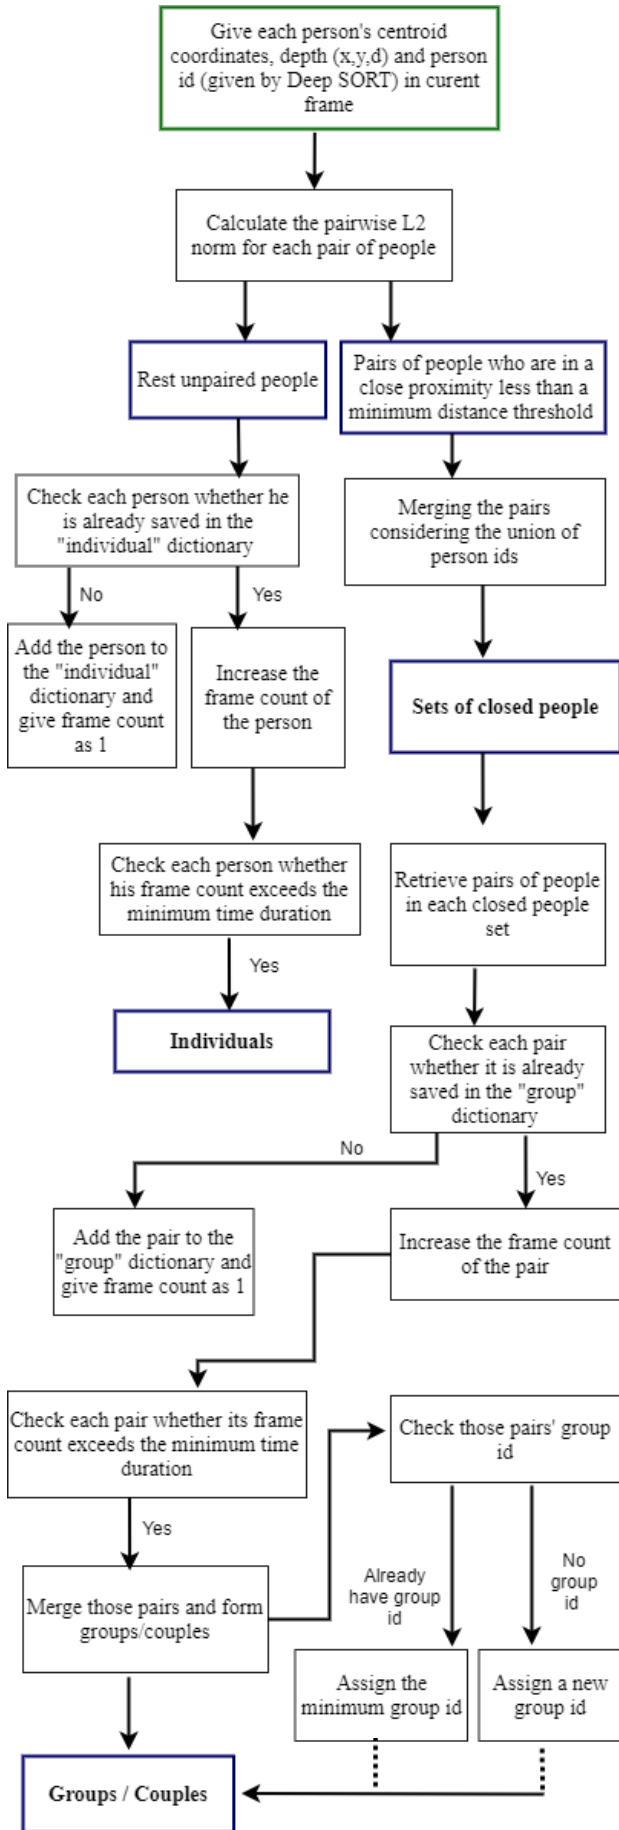 Give each person's centroid
coordinates, depth (x,y,d) and person
id (given by Deep SORT) in curent
frame
Calculate the pairwise L2
norm for each pair of people
Rest unpaired people
Pairs of people who are in a
close proximity less than a
minimum distance threshold
Check each person whether he
is already saved in the
"individual" dictionary
Merging the pairs
considering the union of
person ids
No
Yes
Add the person to
the "individual"
dictionary and
give frame count
as 1
Increase the
frame count of
the person
Sets of closed people
Check each person whether
his frame count exceeds the
minimum time duration
Retrieve pairs of people
in each closed people
set
Yes
Individuals
Check each pair
whether it is already
saved in the "group"
dictionary
No
Yes
Add the pair to the
"group" dictionary and
give frame count as 1
Increase the frame count
of the pair
Check each pair whether its frame
count exceeds the minimum time
duration
Check those pairs' group
id
Yes
Already
have group
id
No
group
id
Merge those pairs and form
groups/couples
Assign the
minimum group id
Assign a new
group id
Groups / Couples